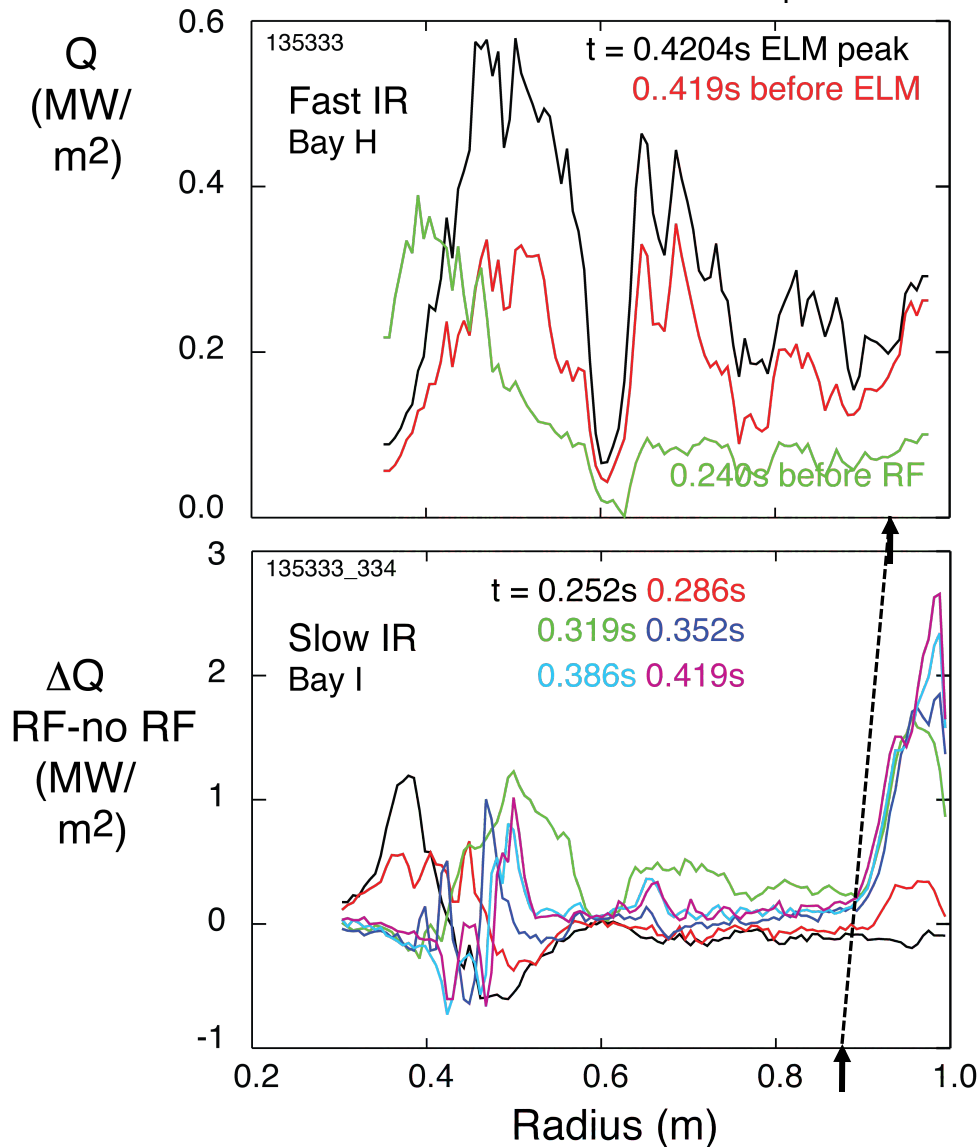 0.6
135333
t = 0.4204s ELM peak
0..419s before ELM
Q
(MW/
m2)
Fast IR
Bay H
0.4
0.2
0.240s before RF
0.0
3
135333_334
t = 0.252s 0.286s
0.319s 0.352s
0.386s 0.419s
Slow IR
Bay I
2
ΔQ
RF-no RF
(MW/
m2)
1
0
-1
0.2 0.4 0.6 0.8 1.0
Radius (m)